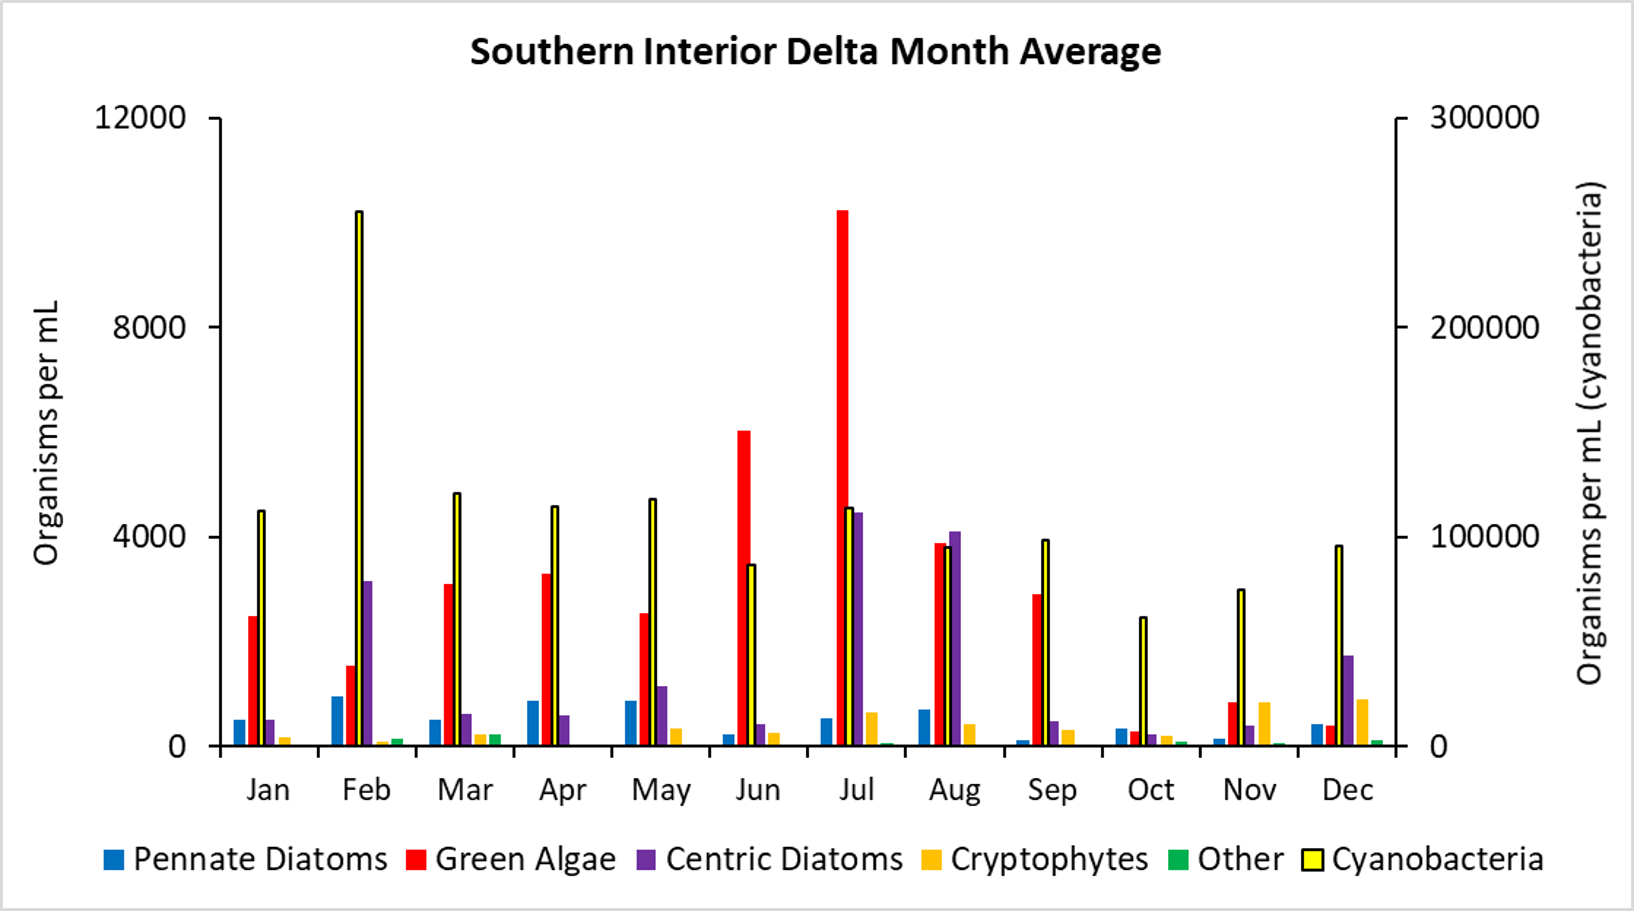 Southern Interior Delta Month Average
Organisms per mL
12000
8000
4000
0
300000
200000
100000
0
Organisms per mL (cyanobacteria)
Jan Feb Mar Apr May Jun Jul Aug Sep Oct Nov Dec
Pennate Diatoms Green Algae Centric Diatoms Cryptophytes Other Cyanobacteria